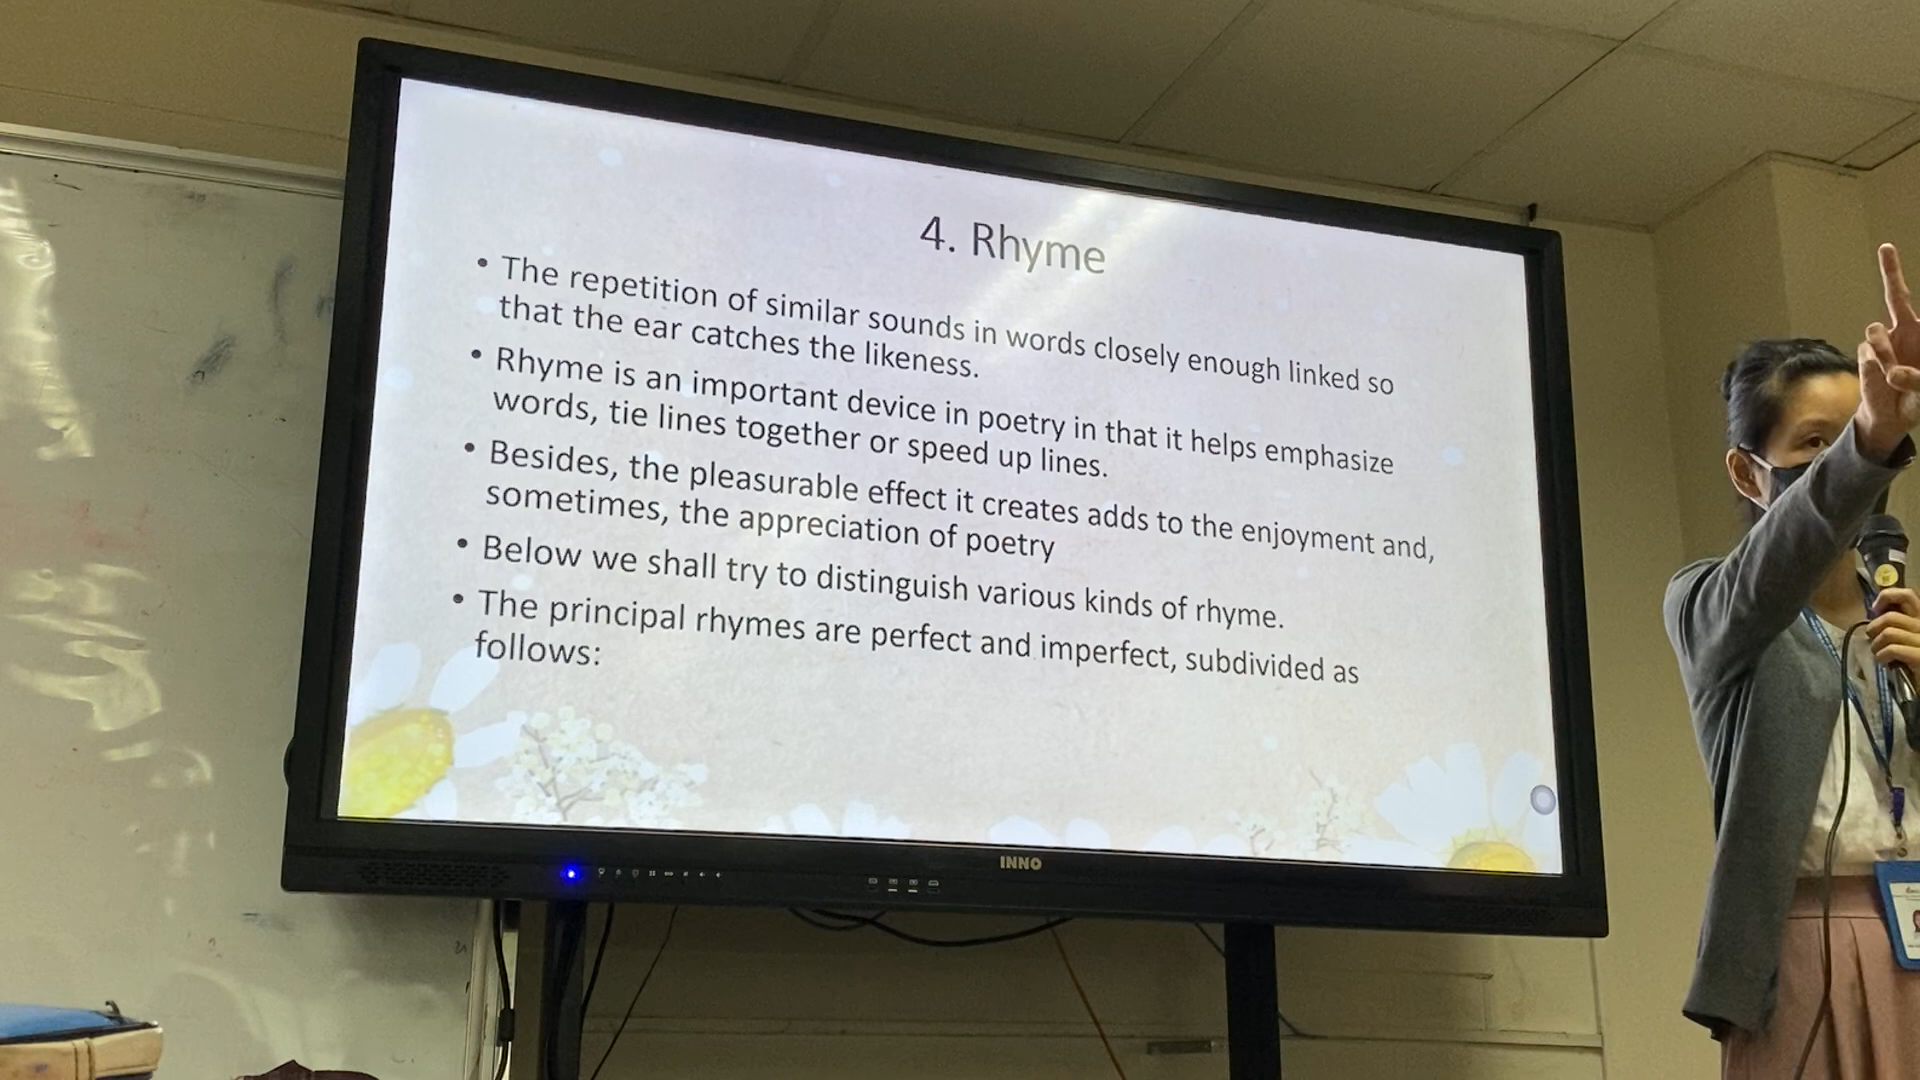 4. Rhyme
• The repetition of similar sounds in words closely enough linked so
that the ear catches the likeness.
• Rhyme is an important device in poetry in that it helps emphasize
words, tie lines together or speed up lines.
• Besides, the pleasurable effect it creates adds to the enjoyment and,
sometimes, the appreciation of poetry
• Below we shall try to distinguish various kinds of rhyme.
• The principal rhymes are perfect and imperfect, subdivided as
follows:
INNO